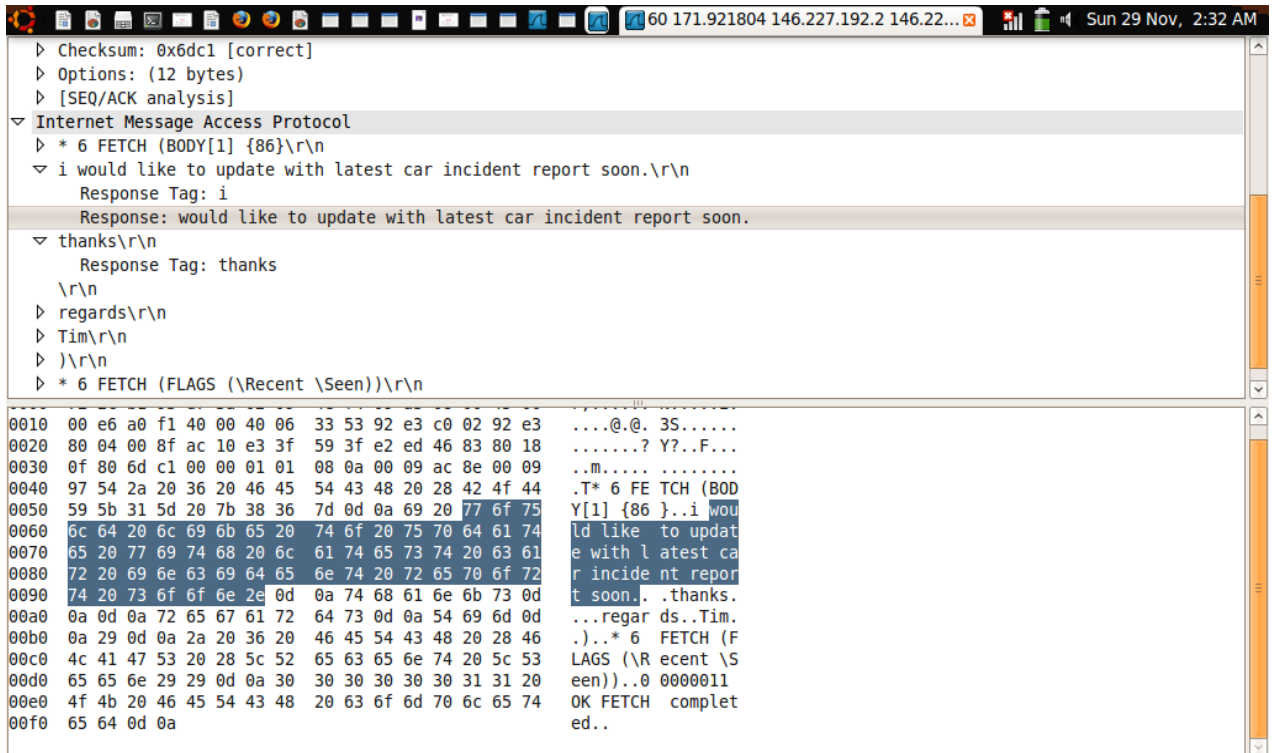 60 171.921804 146.227.192.2 146.22... Sun 29 Nov, 2:32 AM
Checksum: 0x6dc1 [correct]
Options: (12 bytes)
[SEQ/ACK analysis]
Internet Message Access Protocol
* 6 FETCH (BODY[1] {86}\r\n
i would like to update with latest car incident report soon.\r\n
Response Tag: i
Response: would like to update with latest car incident report soon.
thanks\r\n
Response Tag: thanks
\r\n
regards\r\n
Tim\r\n
)\r\n
* 6 FETCH (FLAGS (\Recent \Seen))\r\n
0010 00 e6 a0 f1 40 00 40 06 33 53 92 e3 c0 02 92 e3 ....@.@. 3S......
0020 80 04 00 8f ac 10 e3 3f 59 3f e2 ed 46 83 80 18 .......? Y?..F...
0030 0f 80 6d c1 00 00 01 01 08 0a 00 09 ac 8e 00 09 ..m..... ........
0040 97 54 2a 20 36 20 46 45 54 43 48 20 28 42 4f 44 .T* 6 FE TCH (BOD
0050 59 5b 31 5d 20 7b 38 36 7d 0d 0a 69 20 77 6f 75 Y[1] {86 }..i wou
0060 6c 64 20 6c 69 6b 65 20 74 6f 20 75 70 64 61 74 ld like to updat
0070 65 20 77 69 74 68 20 6c 61 74 65 73 74 20 63 61 e with l atest ca
0080 72 20 69 6e 63 69 64 65 6e 74 20 72 65 70 6f 72 r incide nt repor
0090 74 20 73 6f 6f 6e 2e 0d 0a 74 68 61 6e 6b 73 0d t soon.. .thanks.
00a0 0a 0d 0a 72 65 67 61 72 64 73 0d 0a 54 69 6d 0d ...regar ds..Tim.
00b0 0a 29 0d 0a 2a 20 36 20 46 45 54 43 48 20 28 46 .)..* 6 FETCH (F
00c0 4c 41 47 53 20 28 5c 52 65 63 65 6e 74 20 5c 53 LAGS (\R ecent \S
00d0 65 65 6e 29 29 0d 0a 30 30 30 30 30 30 31 31 20 een))..0 0000011
00e0 4f 4b 20 46 45 54 43 48 20 63 6f 6d 70 6c 65 74 OK FETCH complet
00f0 65 64 0d 0a ed..